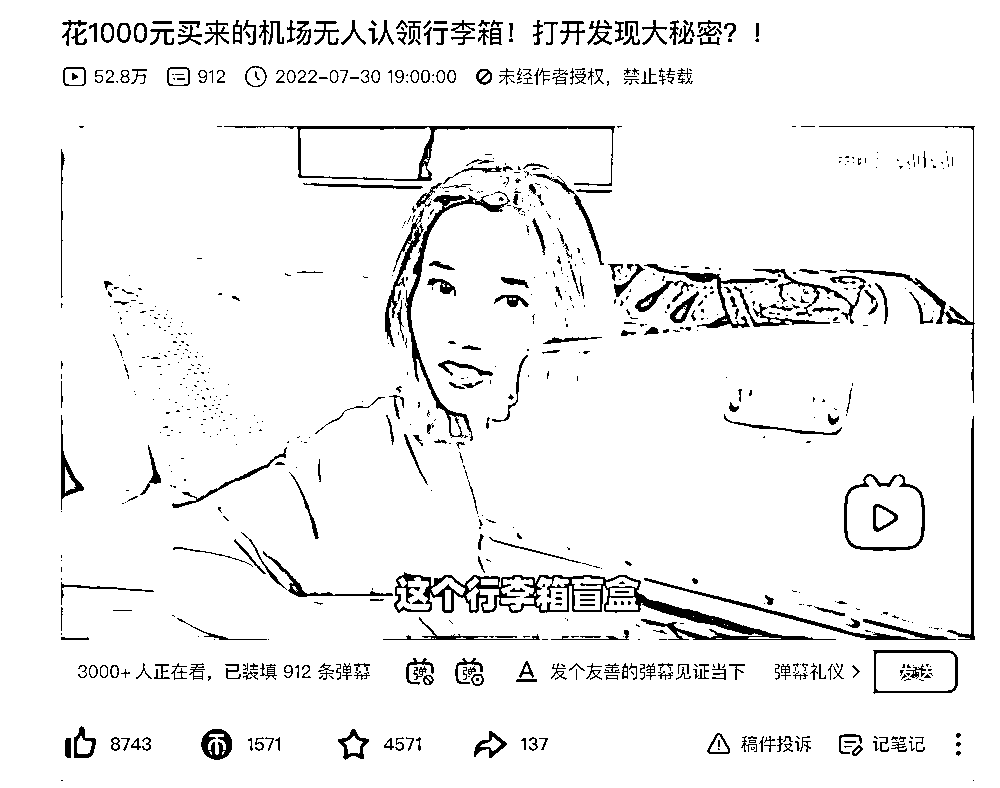 花1000元买来的机场无人认领行李箱！打开发现大秘密？！
52.8万 912 2022-07-30 19:00:00 未经作者授权，禁止转载
这个行李箱盲盒
3000+ 人正在看，已装填 912 条弹幕 弹 弹 A 发个友善的弹幕见证当下 弹幕礼仪 > 发送
8743 1571 4571 137 稿件投诉 记笔记